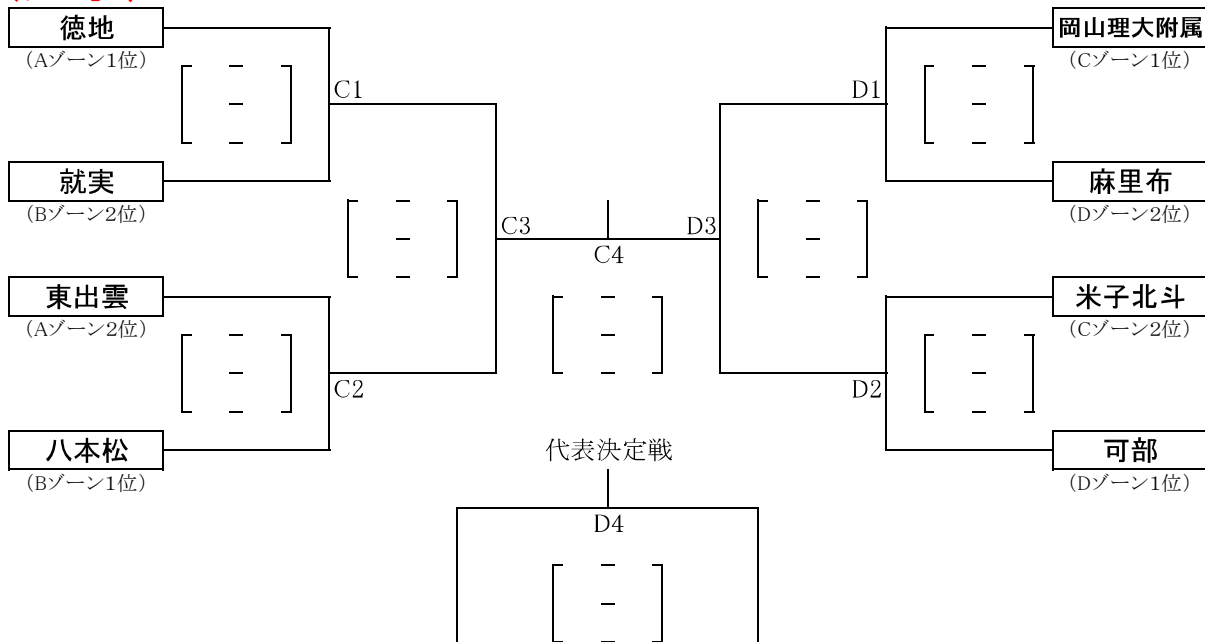 徳地
(Aゾーン1位)
C1
就実
(Bゾーン2位)
C3
東出雲
(Aゾーン2位)
C2
八本松
(Bゾーン1位)
C4
岡山理大附属
(Cゾーン1位)
D1
麻里布
(Dゾーン2位)
D3
米子北斗
(Cゾーン2位)
D2
可部
(Dゾーン1位)
代表決定戦
D4